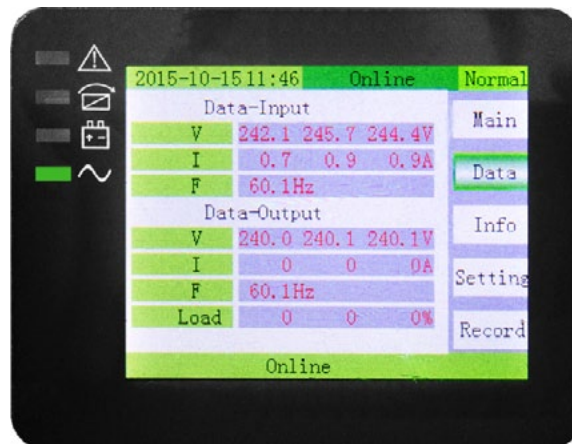 2015-10-15 11:46 Online Normal
Data-Input
V 242.1 245.7 244.4V
I 0.7 0.9 0.9A
F 60.1Hz
Data-Output
V 240.0 240.1 240.1V
I 0 0 0A
F 60.1Hz
Load 0 0 0%
Online
Main
Data
Info
Setting
Record